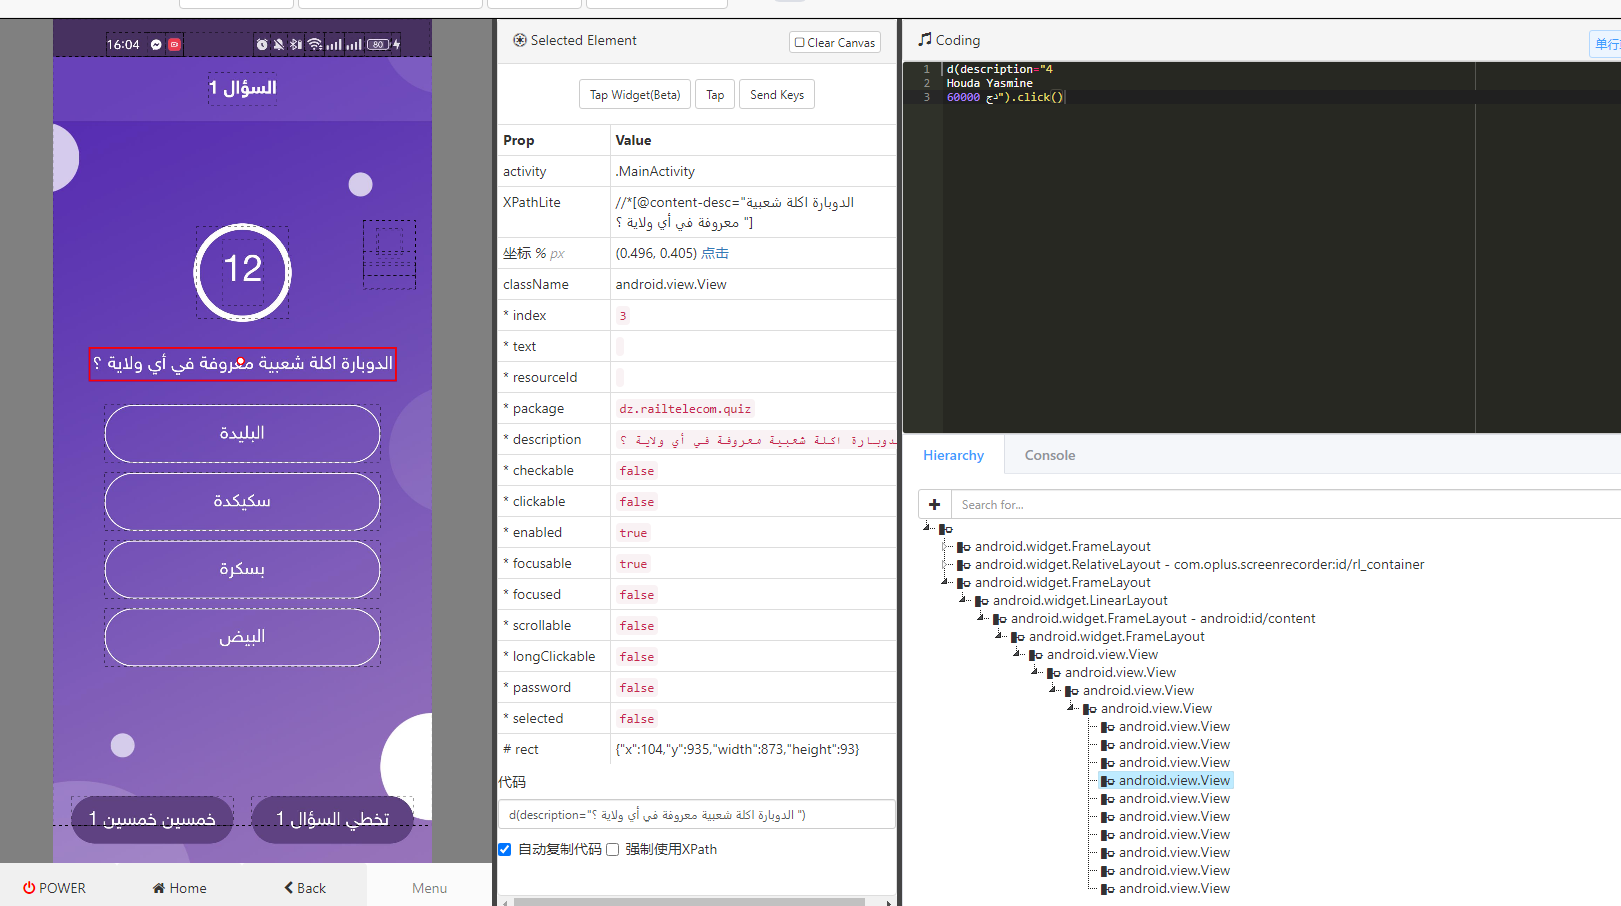 16:04
80
السؤال 1
12
الدوبارة اكلة شعبية معروفة في أي ولاية ؟
البليدة
سكيكدة
بسكرة
البيض
خمسين خمسين 1
تخطي السؤال 1
POWER
Home
Back
Menu
Selected Element
Clear Canvas
Tap Widget(Beta)
Tap
Send Keys
Prop Value
activity .MainActivity
XPathLite //*[@content-desc="الدوبارة اكلة شعبية
معروفة في أي ولاية ؟ "]
坐标 % px (0.496, 0.405) 点击
className android.view.View
* index 3
* text
* resourceId
* package dz.railtelecom.quiz
* description الدوبارة اكلة شعبية معروفة في أي ولاية ؟
* checkable false
* clickable false
* enabled true
* focusable true
* focused false
* scrollable false
* longClickable false
* password false
* selected false
# rect {"x":104,"y":935,"width":873,"height":93}
代码
d(description="الدوبارة اكلة شعبية معروفة في أي ولاية ؟ ")
自动复制代码 强制使用XPath
Coding
单行
1 d(description="4
2 Houda Yasmine
3 60000 دج").click()
Hierarchy
Console
Search for...
android.widget.FrameLayout
android.widget.RelativeLayout - com.oplus.screenrecorder:id/rl_container
android.widget.FrameLayout
android.widget.LinearLayout
android.widget.FrameLayout - android:id/content
android.widget.FrameLayout
android.view.View
android.view.View
android.view.View
android.view.View
android.view.View
android.view.View
android.view.View
android.view.View
android.view.View
android.view.View
android.view.View
android.view.View
android.view.View
android.view.View